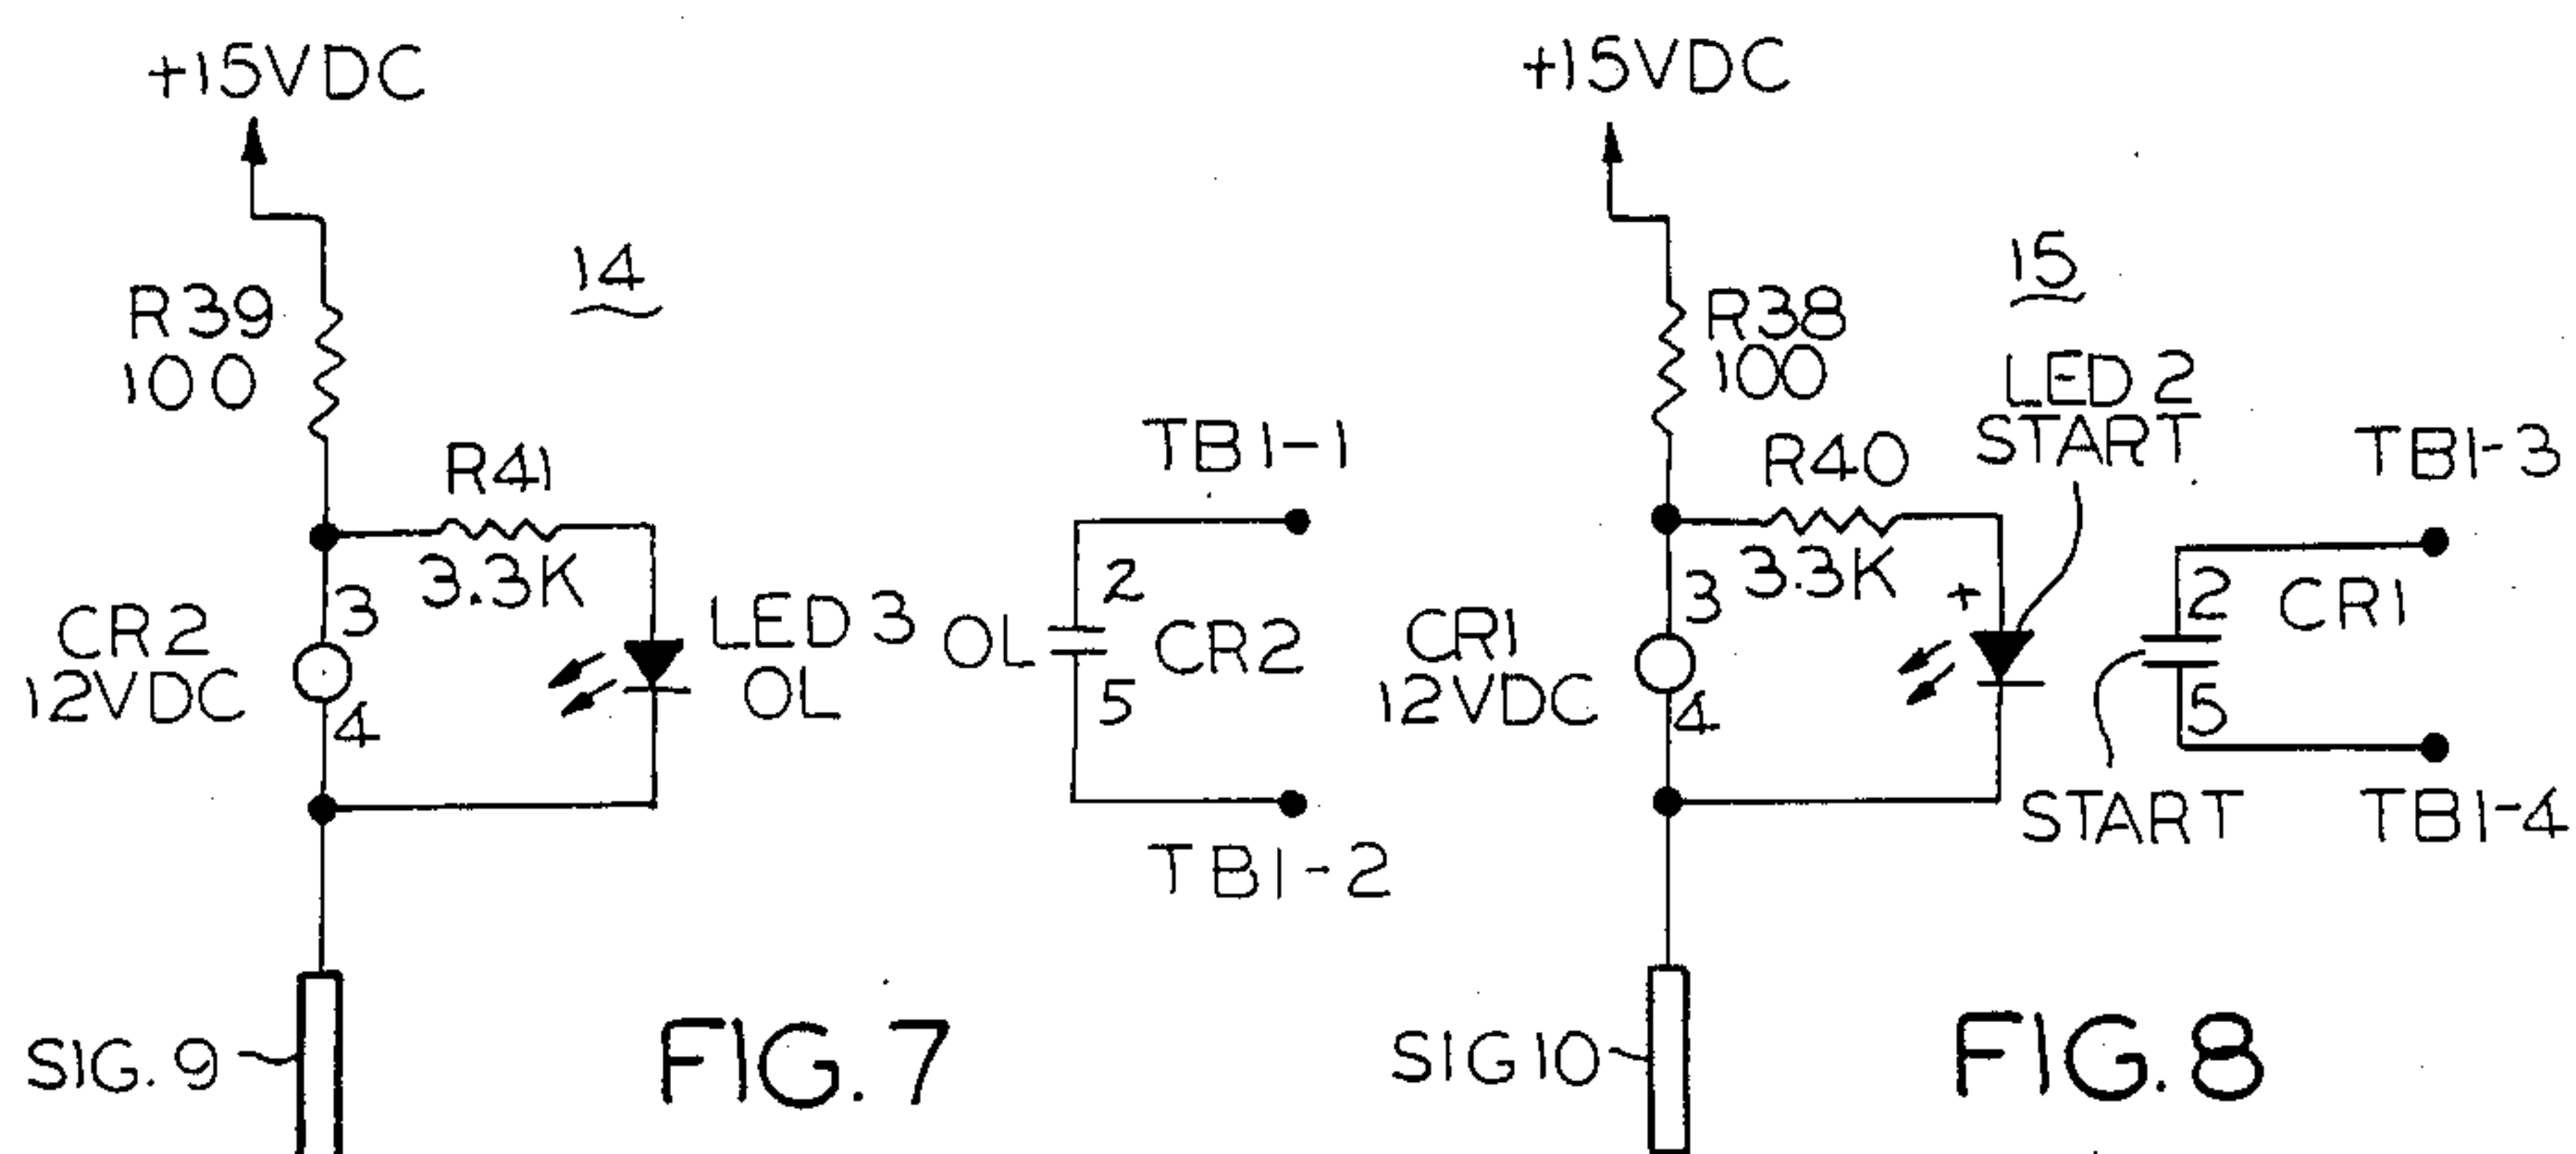 +15VDC
14
R39
100
R41
3.3K
3
CR2
12VDC
4
LED 3
OL
TB1-1
2
OL
CR2
5
TB1-2
SIG. 9
FIG. 7
+15VDC
15
R38
100
LED 2
START
R40
3.3K
+
3
CR1
12VDC
4
TB1-3
2
CR1
5
START
TB1-4
SIG 10
FIG. 8